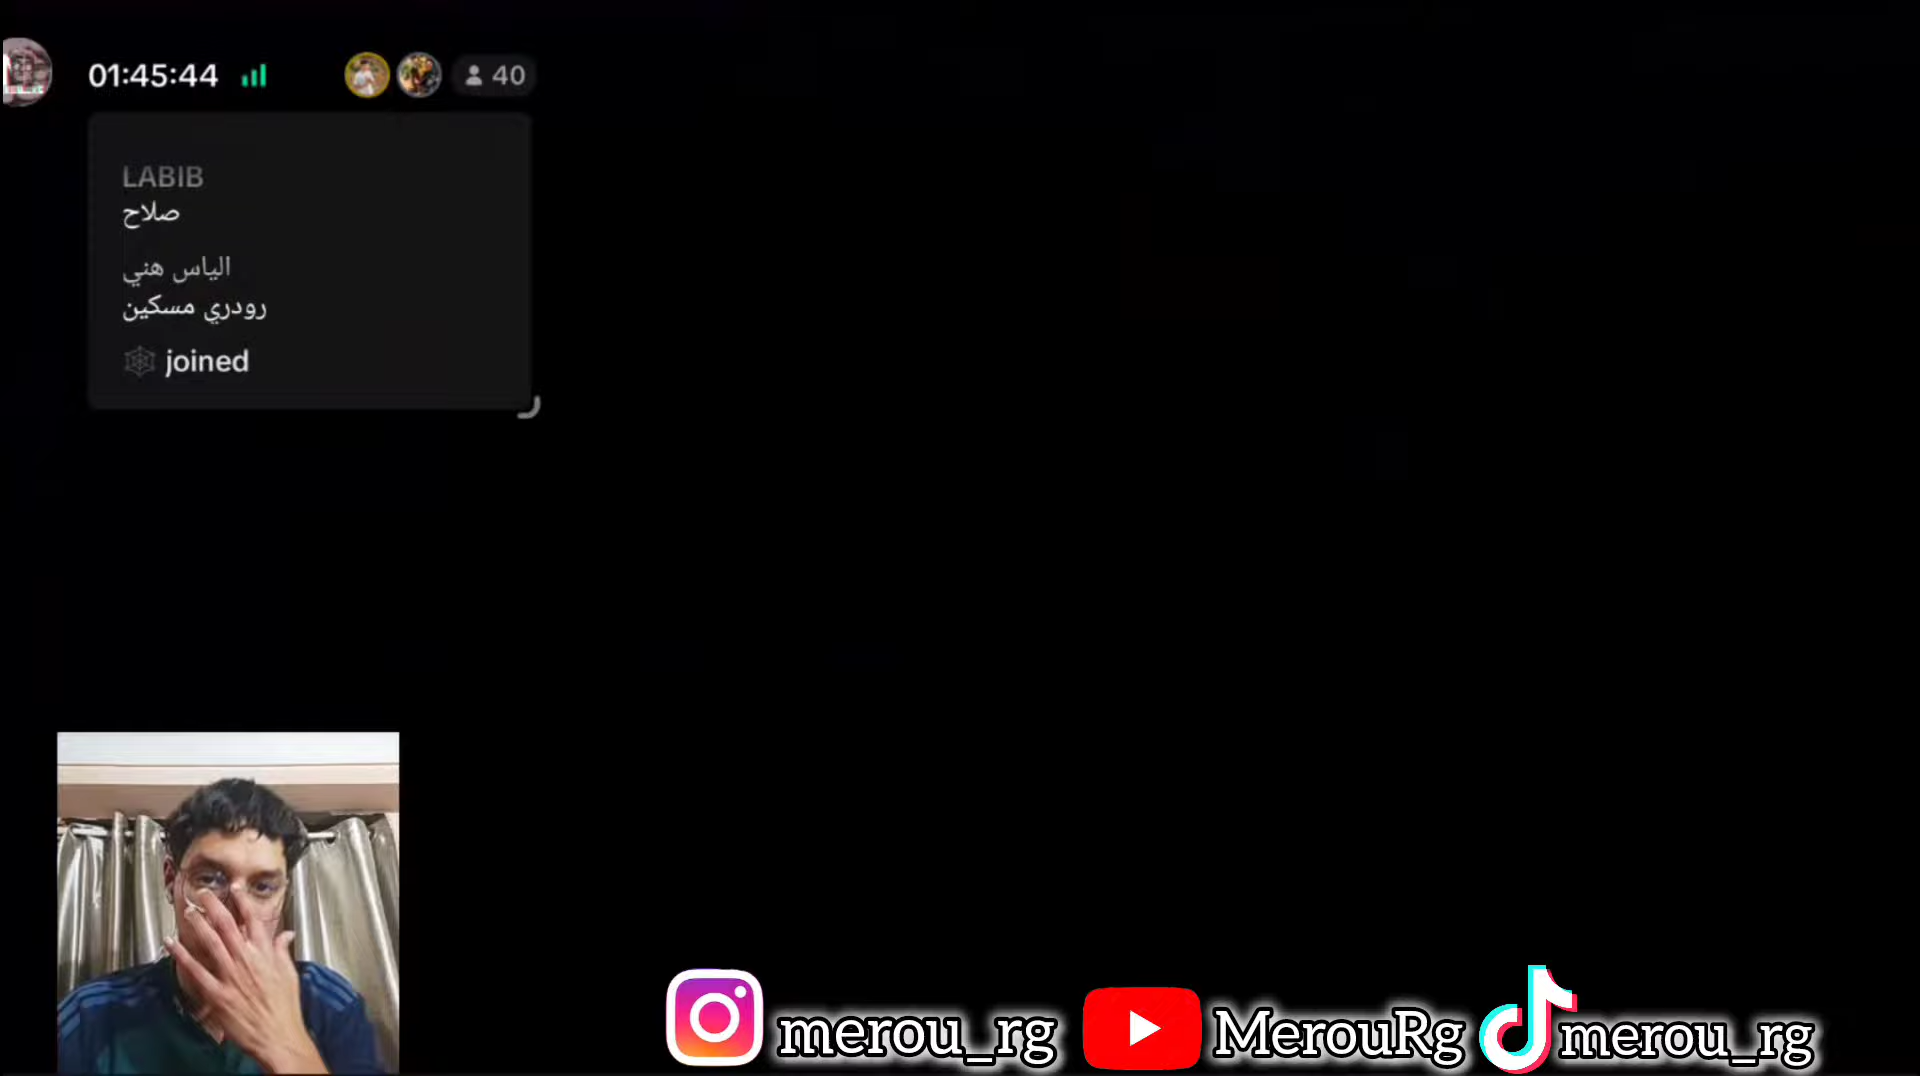 01:45:44
40
LABIB
صلاح
الياس هني
رودري مسكين
joined
merou_rg
MerouRg
merou_rg